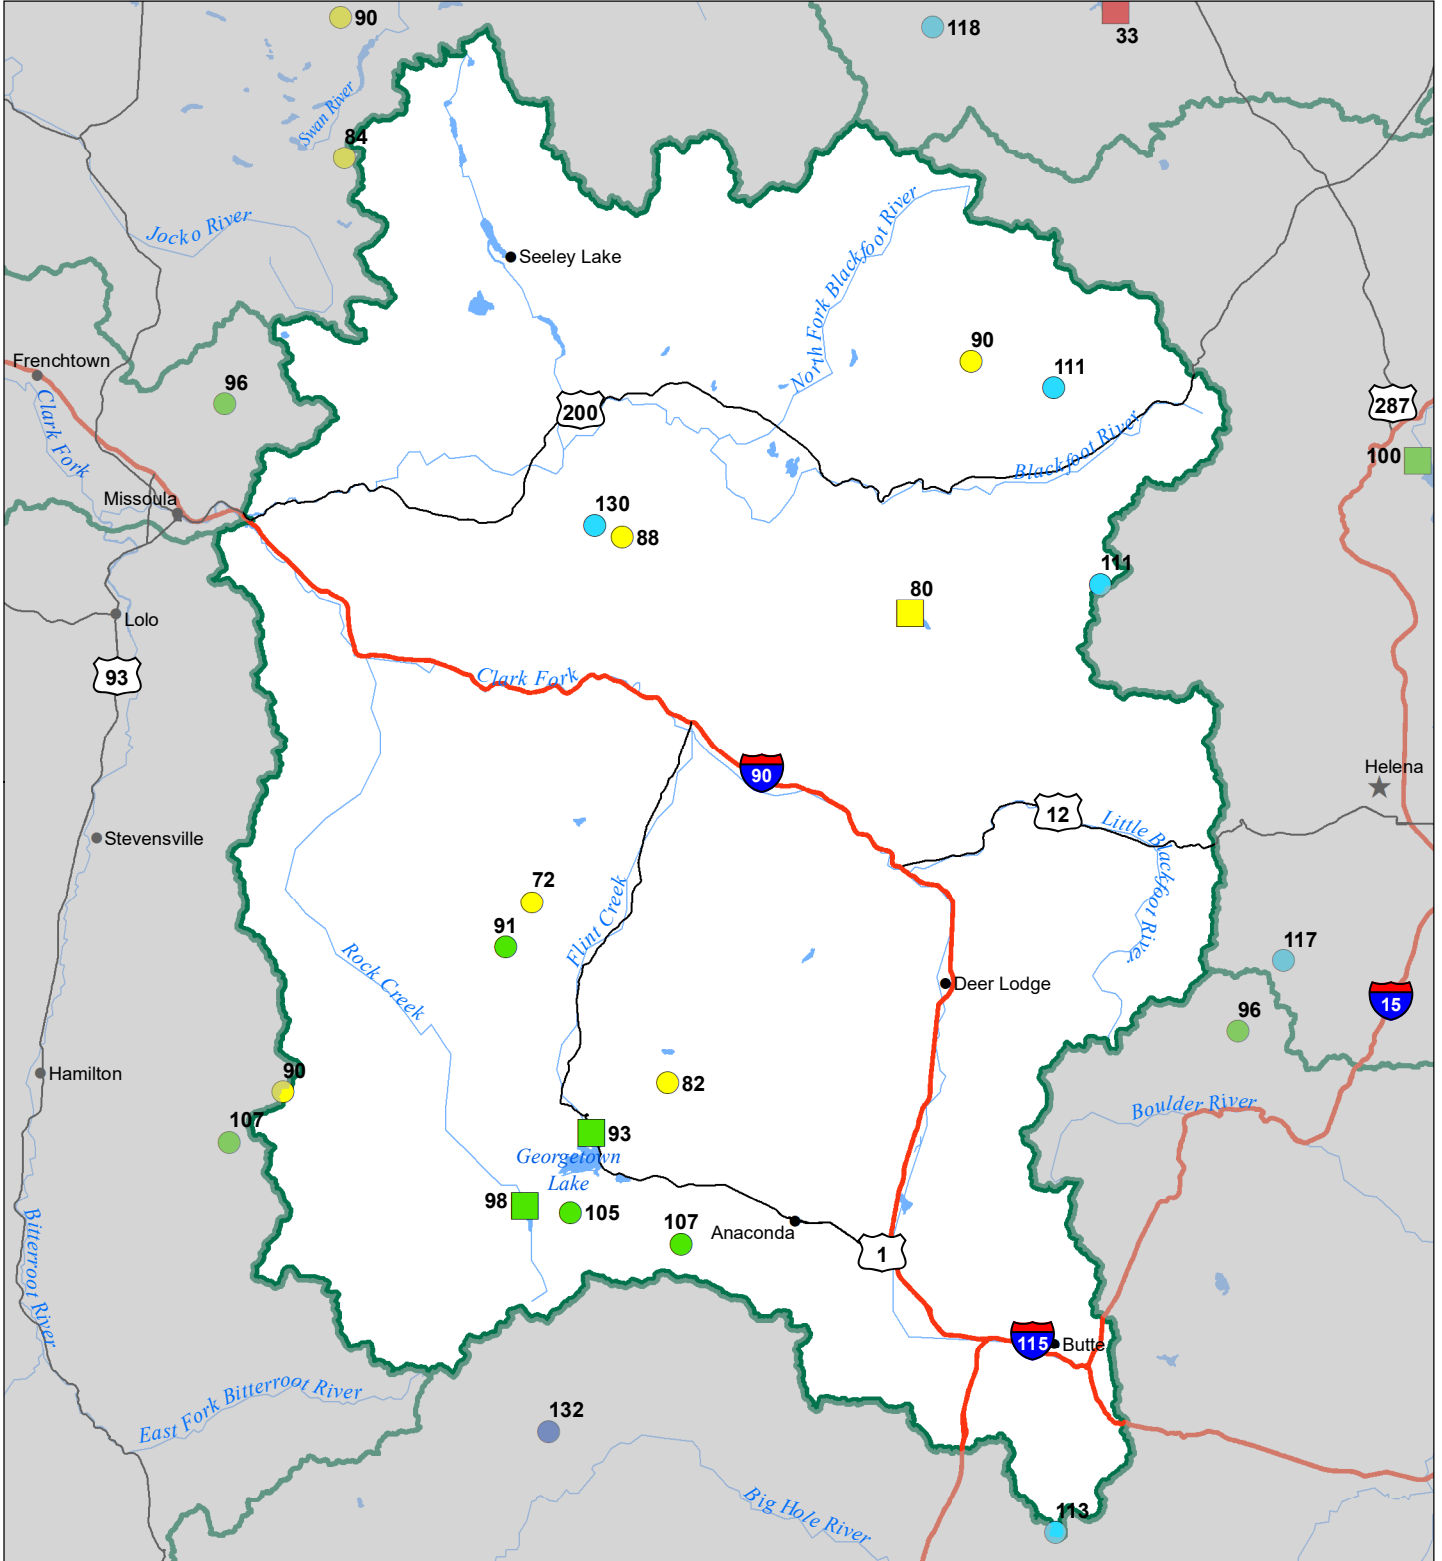 90
118
33
Swan River
84
Jocko River
Seeley Lake
North Fork Blackfoot River
Frenchtown
96
90
111
Clark Fork
200
287
Blackfoot River
100
Missoula
130
88
111
80
Lolo
93
Clark Fork
90
Helena
12
Little Blackfoot River
Stevensville
72
91
Flint Creek
117
Rock Creek
Deer Lodge
15
96
90
Hamilton
82
107
Boulder River
93
Georgetown
Lake
98
105
107
Anaconda
1
Bitterroot River
115
Butte
East Fork Bitterroot River
132
Big Hole River
113